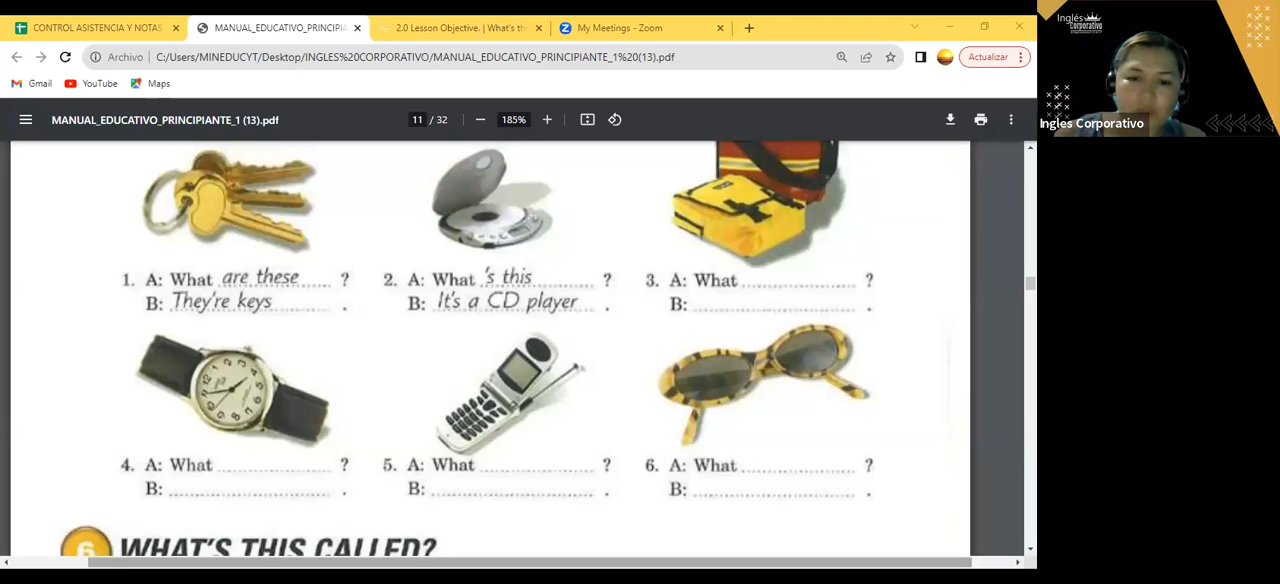 CONTROL ASISTENCIA Y NOTAS
MANUAL_EDUCATIVO_PRINCIPIA
2.0 Lesson Objective. | What's th
My Meetings - Zoom
Archivo
C:/Users/MINEDUCYT/Desktop/INGLES%20CORPORATIVO/MANUAL_EDUCATIVO_PRINCIPIANTE_1%20(13).pdf
Actualizar
Gmail
YouTube
Maps
MANUAL_EDUCATIVO_PRINCIPIANTE_1 (13).pdf
11 / 32
185%
Inglés
Corporativo
Ingles Corporativo
1. A: What are these ?
B: They're keys .
2. A: What 's this ?
B: It's a CD player .
3. A: What ?
B: .
4. A: What ?
B: .
5. A: What ?
B: .
6. A: What ?
B: .
6 WHAT'S THIS CALLED?